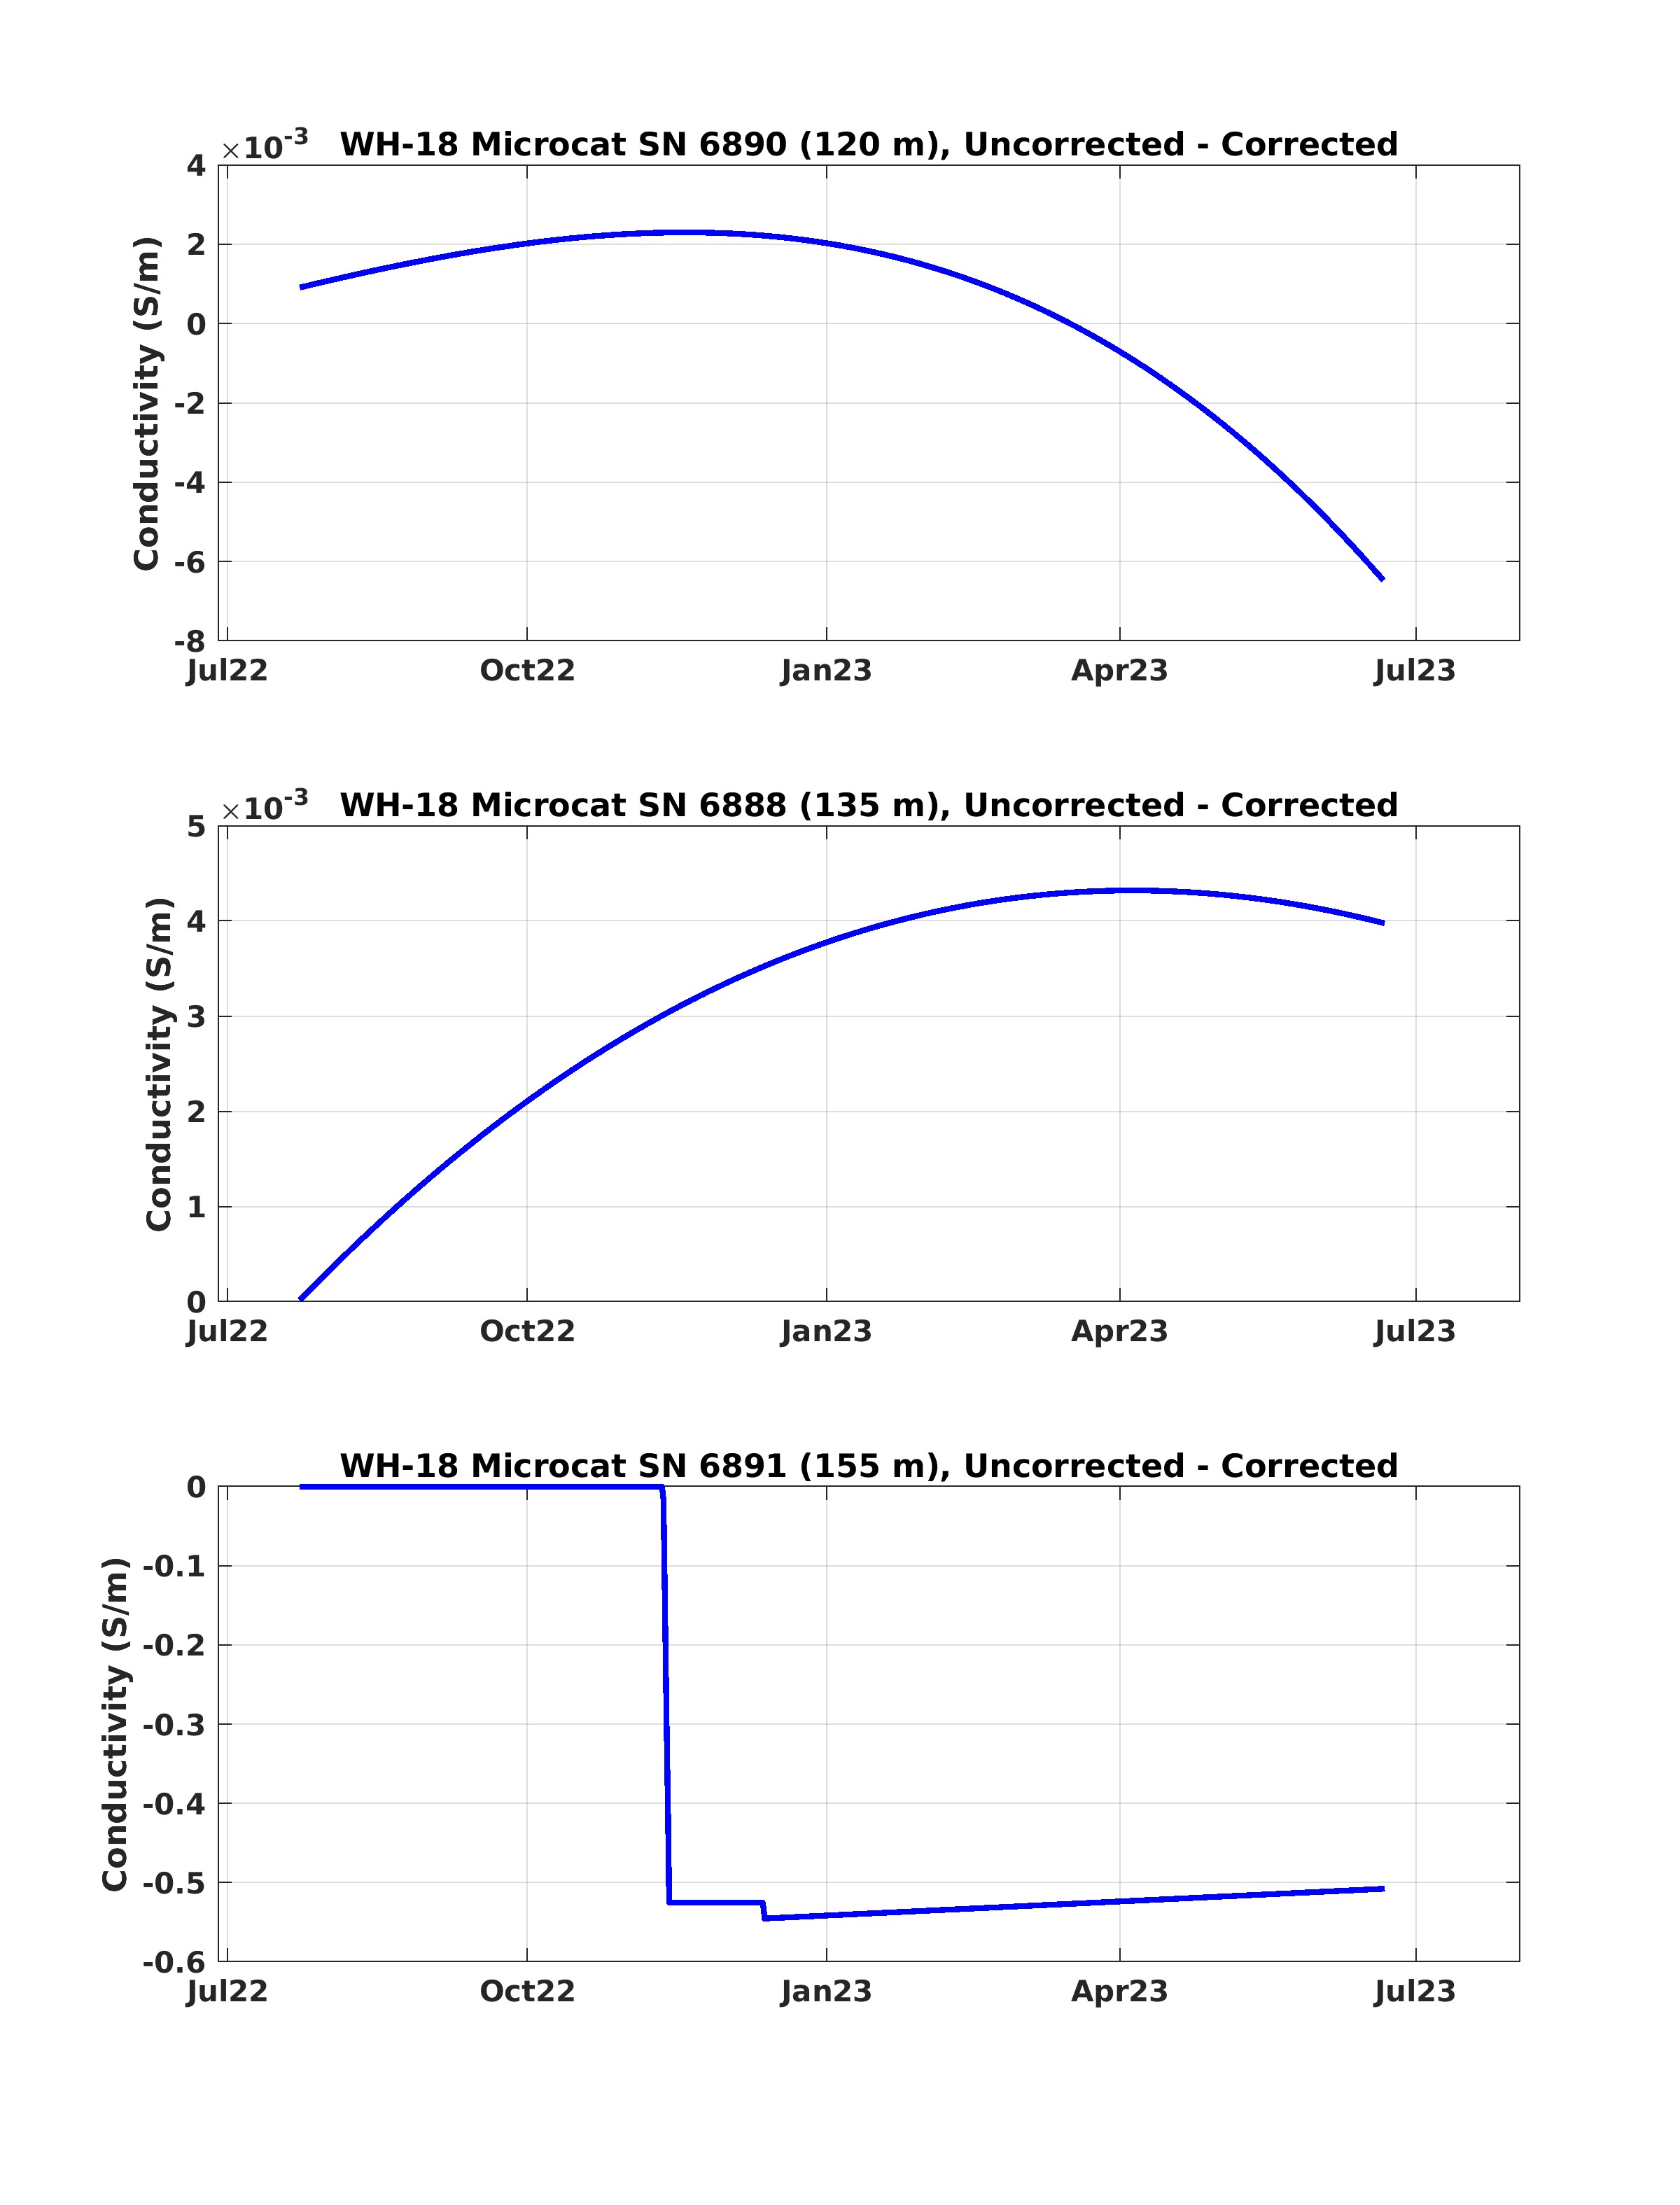 ×10-3 WH-18 Microcat SN 6890 (120 m), Uncorrected - Corrected
4
2
0
-2
-4
-6
-8
Conductivity (S/m)
Jul22 Oct22 Jan23 Apr23 Jul23
×10-3 WH-18 Microcat SN 6888 (135 m), Uncorrected - Corrected
5
4
3
2
1
0
Conductivity (S/m)
Jul22 Oct22 Jan23 Apr23 Jul23
WH-18 Microcat SN 6891 (155 m), Uncorrected - Corrected
0
-0.1
-0.2
-0.3
-0.4
-0.5
-0.6
Conductivity (S/m)
Jul22 Oct22 Jan23 Apr23 Jul23